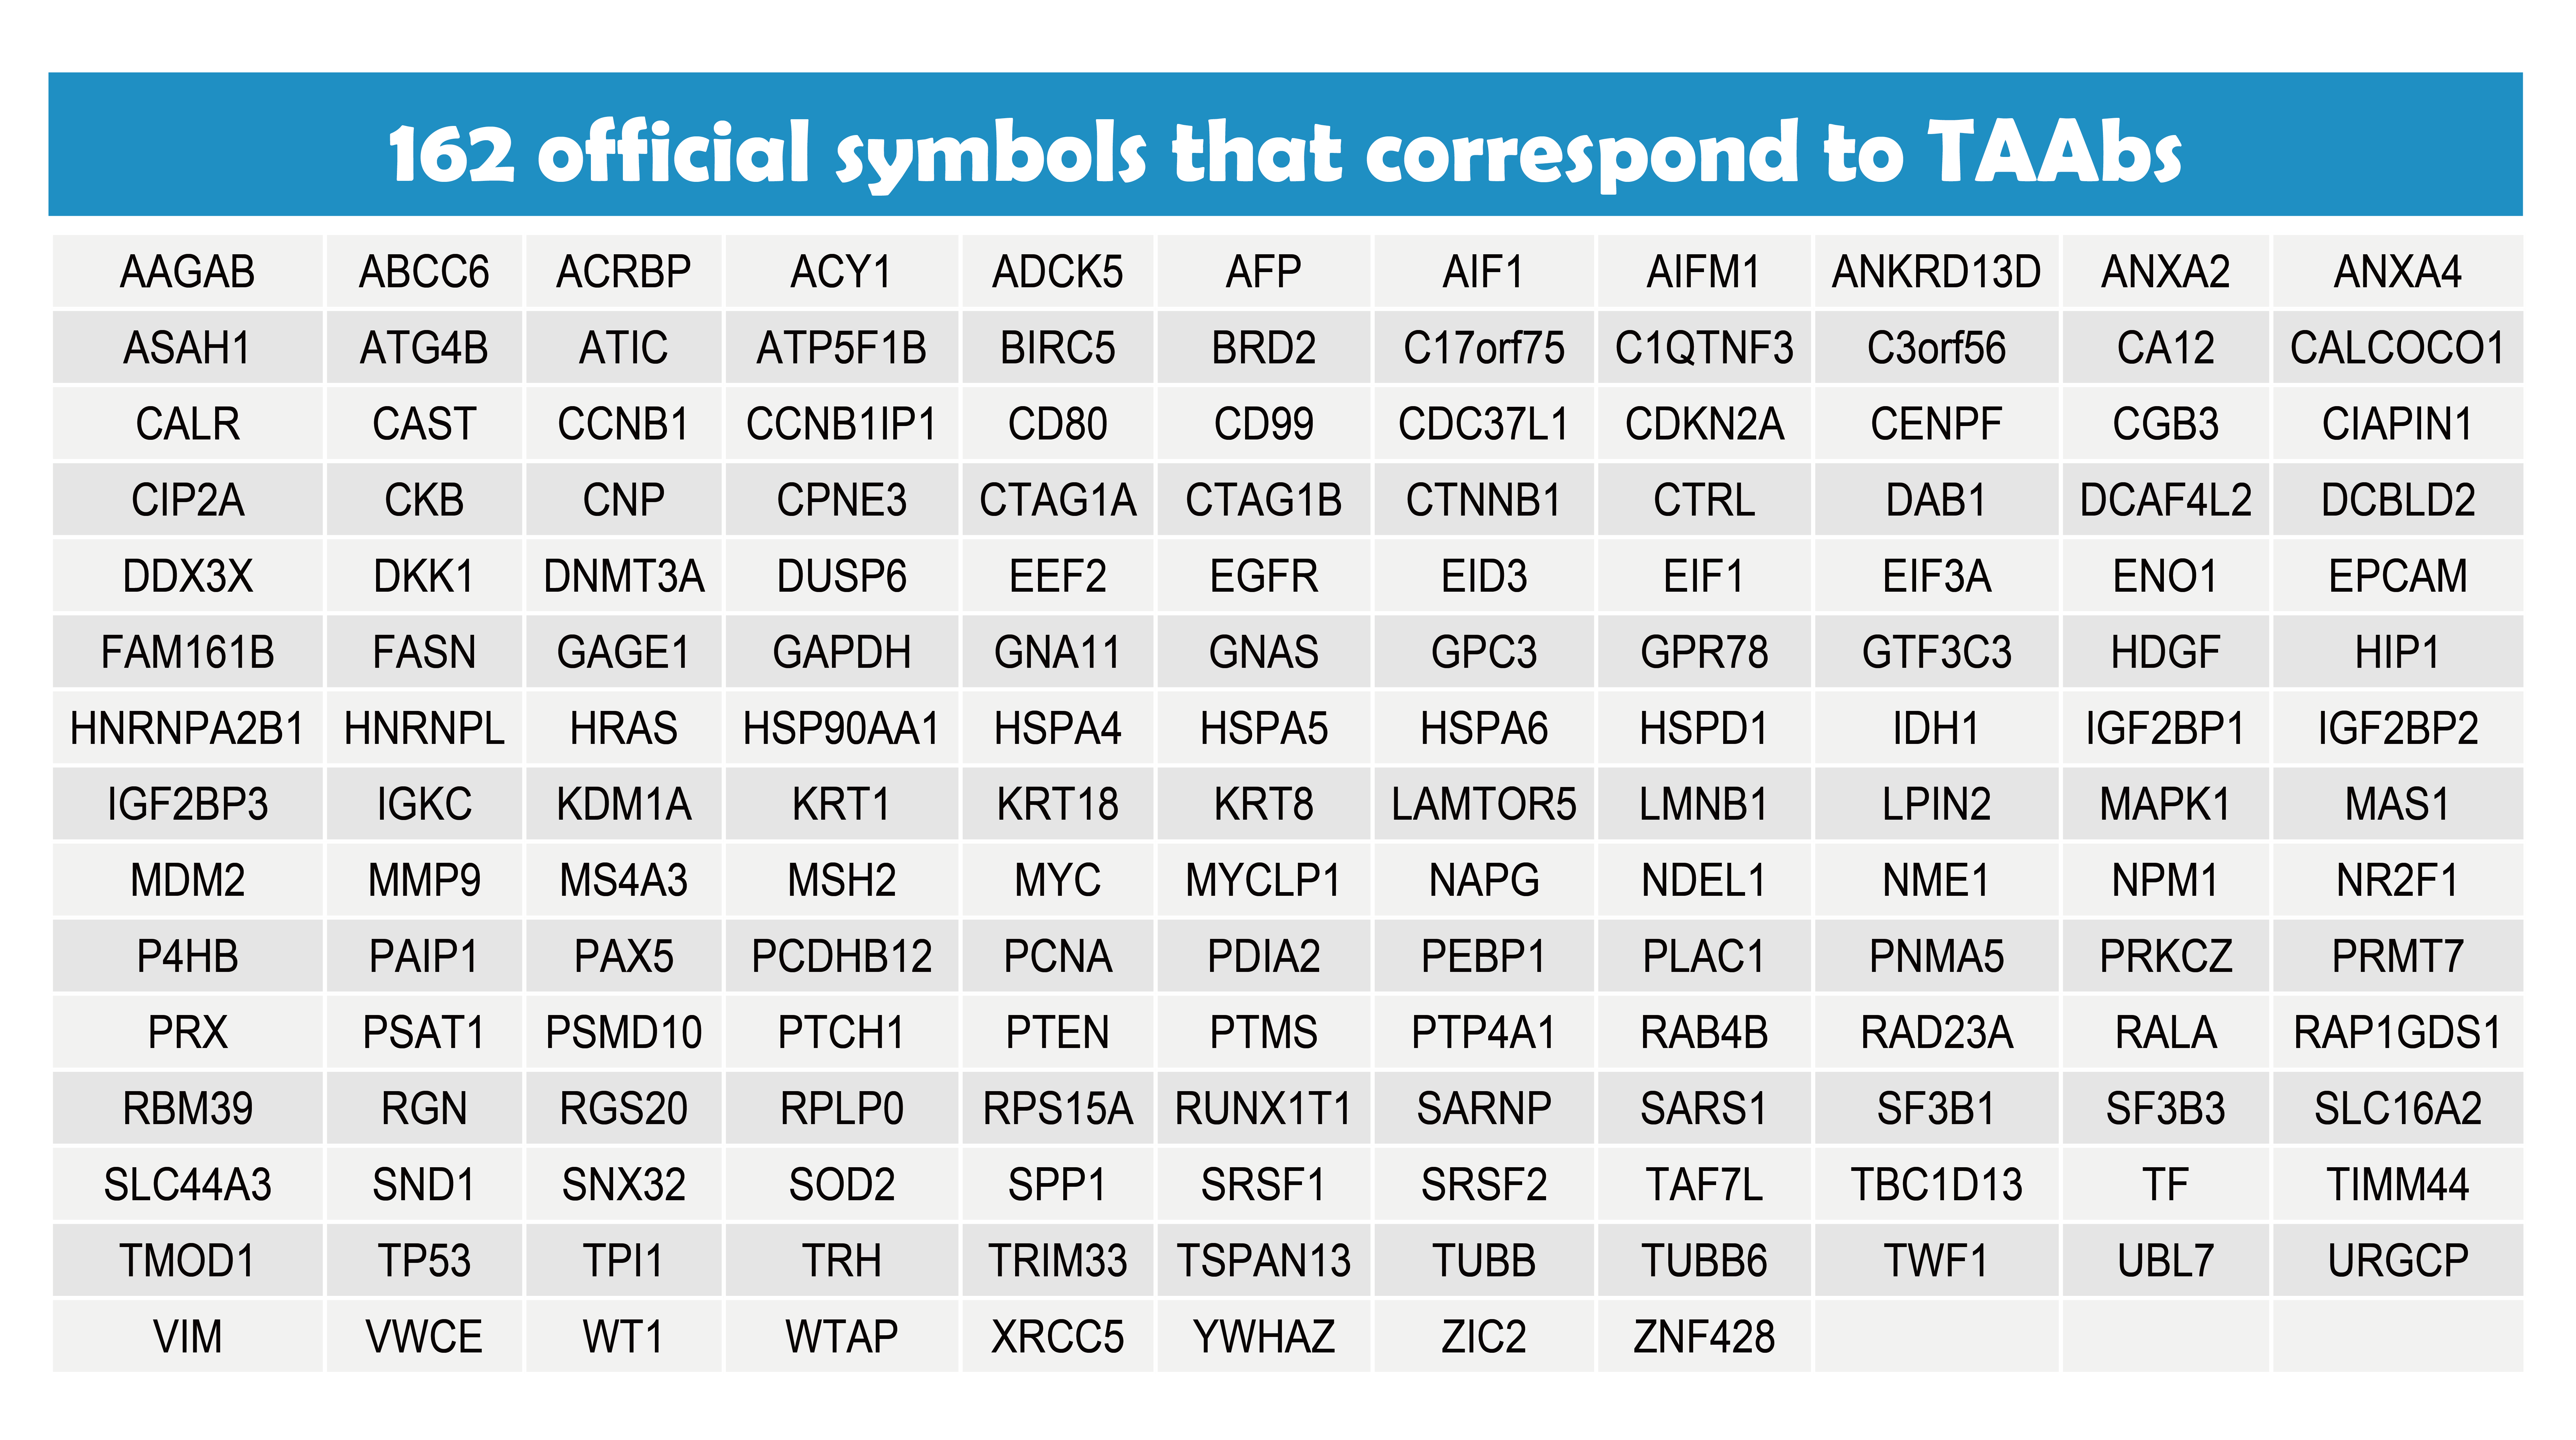 162 official symbols that correspond to TAAbs
AAGAB ABCC6 ACRBP ACY1 ADCK5 AFP AIF1 AIFM1 ANKRD13D ANXA2 ANXA4
ASAH1 ATG4B ATIC ATP5F1B BIRC5 BRD2 C17orf75 C1QTNF3 C3orf56 CA12 CALCOCO1
CALR CAST CCNB1 CCNB1IP1 CD80 CD99 CDC37L1 CDKN2A CENPF CGB3 CIAPIN1
CIP2A CKB CNP CPNE3 CTAG1A CTAG1B CTNNB1 CTRL DAB1 DCAF4L2 DCBLD2
DDX3X DKK1 DNMT3A DUSP6 EEF2 EGFR EID3 EIF1 EIF3A ENO1 EPCAM
FAM161B FASN GAGE1 GAPDH GNA11 GNAS GPC3 GPR78 GTF3C3 HDGF HIP1
HNRNPA2B1 HNRNPL HRAS HSP90AA1 HSPA4 HSPA5 HSPA6 HSPD1 IDH1 IGF2BP1 IGF2BP2
IGF2BP3 IGKC KDM1A KRT1 KRT18 KRT8 LAMTOR5 LMNB1 LPIN2 MAPK1 MAS1
MDM2 MMP9 MS4A3 MSH2 MYC MYCLP1 NAPG NDEL1 NME1 NPM1 NR2F1
P4HB PAIP1 PAX5 PCDHB12 PCNA PDIA2 PEBP1 PLAC1 PNMA5 PRKCZ PRMT7
PRX PSAT1 PSMD10 PTCH1 PTEN PTMS PTP4A1 RAB4B RAD23A RALA RAP1GDS1
RBM39 RGN RGS20 RPLP0 RPS15A RUNX1T1 SARNP SARS1 SF3B1 SF3B3 SLC16A2
SLC44A3 SND1 SNX32 SOD2 SPP1 SRSF1 SRSF2 TAF7L TBC1D13 TF TIMM44
TMOD1 TP53 TPI1 TRH TRIM33 TSPAN13 TUBB TUBB6 TWF1 UBL7 URGCP
VIM VWCE WT1 WTAP XRCC5 YWHAZ ZIC2 ZNF428